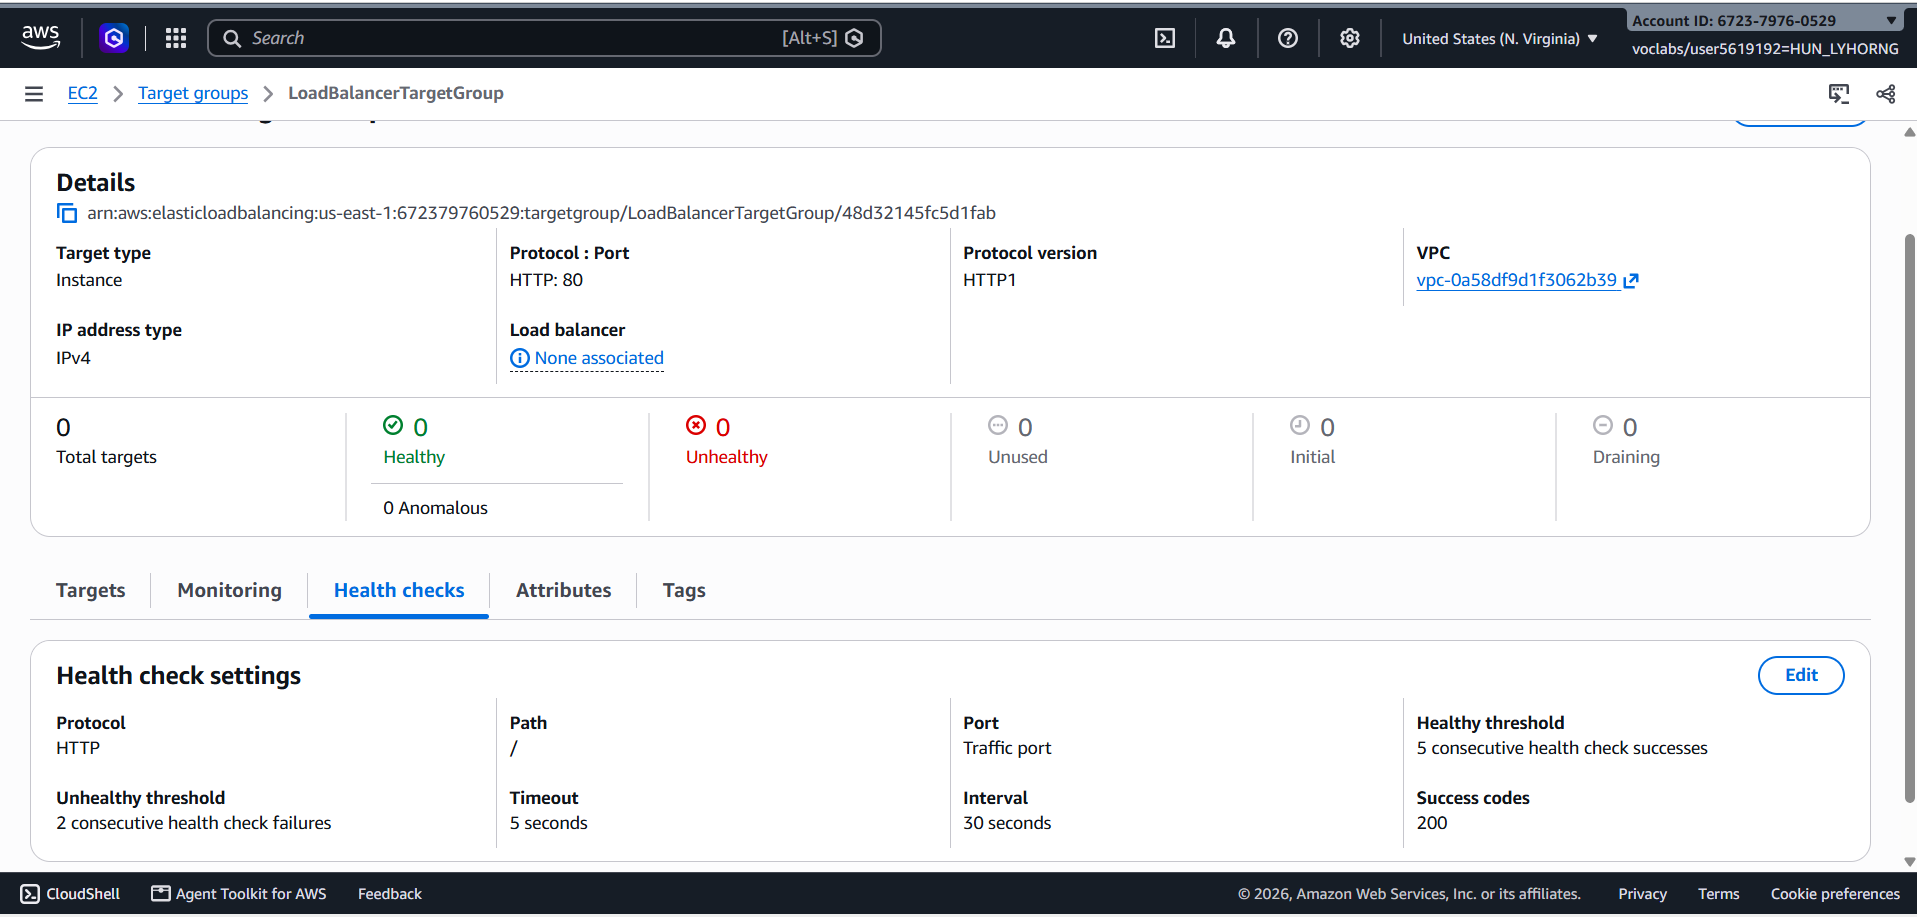 aws
Search
[Alt+S]
United States (N. Virginia)
Account ID: 6723-7976-0529
voclabs/user5619192=HUN_LYHORNG
EC2
Target groups
LoadBalancerTargetGroup
Details
arn:aws:elasticloadbalancing:us-east-1:672379760529:targetgroup/LoadBalancerTargetGroup/48d32145fc5d1fab
Target type
Instance
Protocol : Port
HTTP: 80
Protocol version
HTTP1
VPC
vpc-0a58df9d1f3062b39
IP address type
IPv4
Load balancer
None associated
0
Total targets
0
Healthy
0 Anomalous
0
Unhealthy
0
Unused
0
Initial
0
Draining
Targets
Monitoring
Health checks
Attributes
Tags
Health check settings
Edit
Protocol
HTTP
Path
/
Port
Traffic port
Healthy threshold
5 consecutive health check successes
Unhealthy threshold
2 consecutive health check failures
Timeout
5 seconds
Interval
30 seconds
Success codes
200
CloudShell
Agent Toolkit for AWS
Feedback
© 2026, Amazon Web Services, Inc. or its affiliates.
Privacy
Terms
Cookie preferences